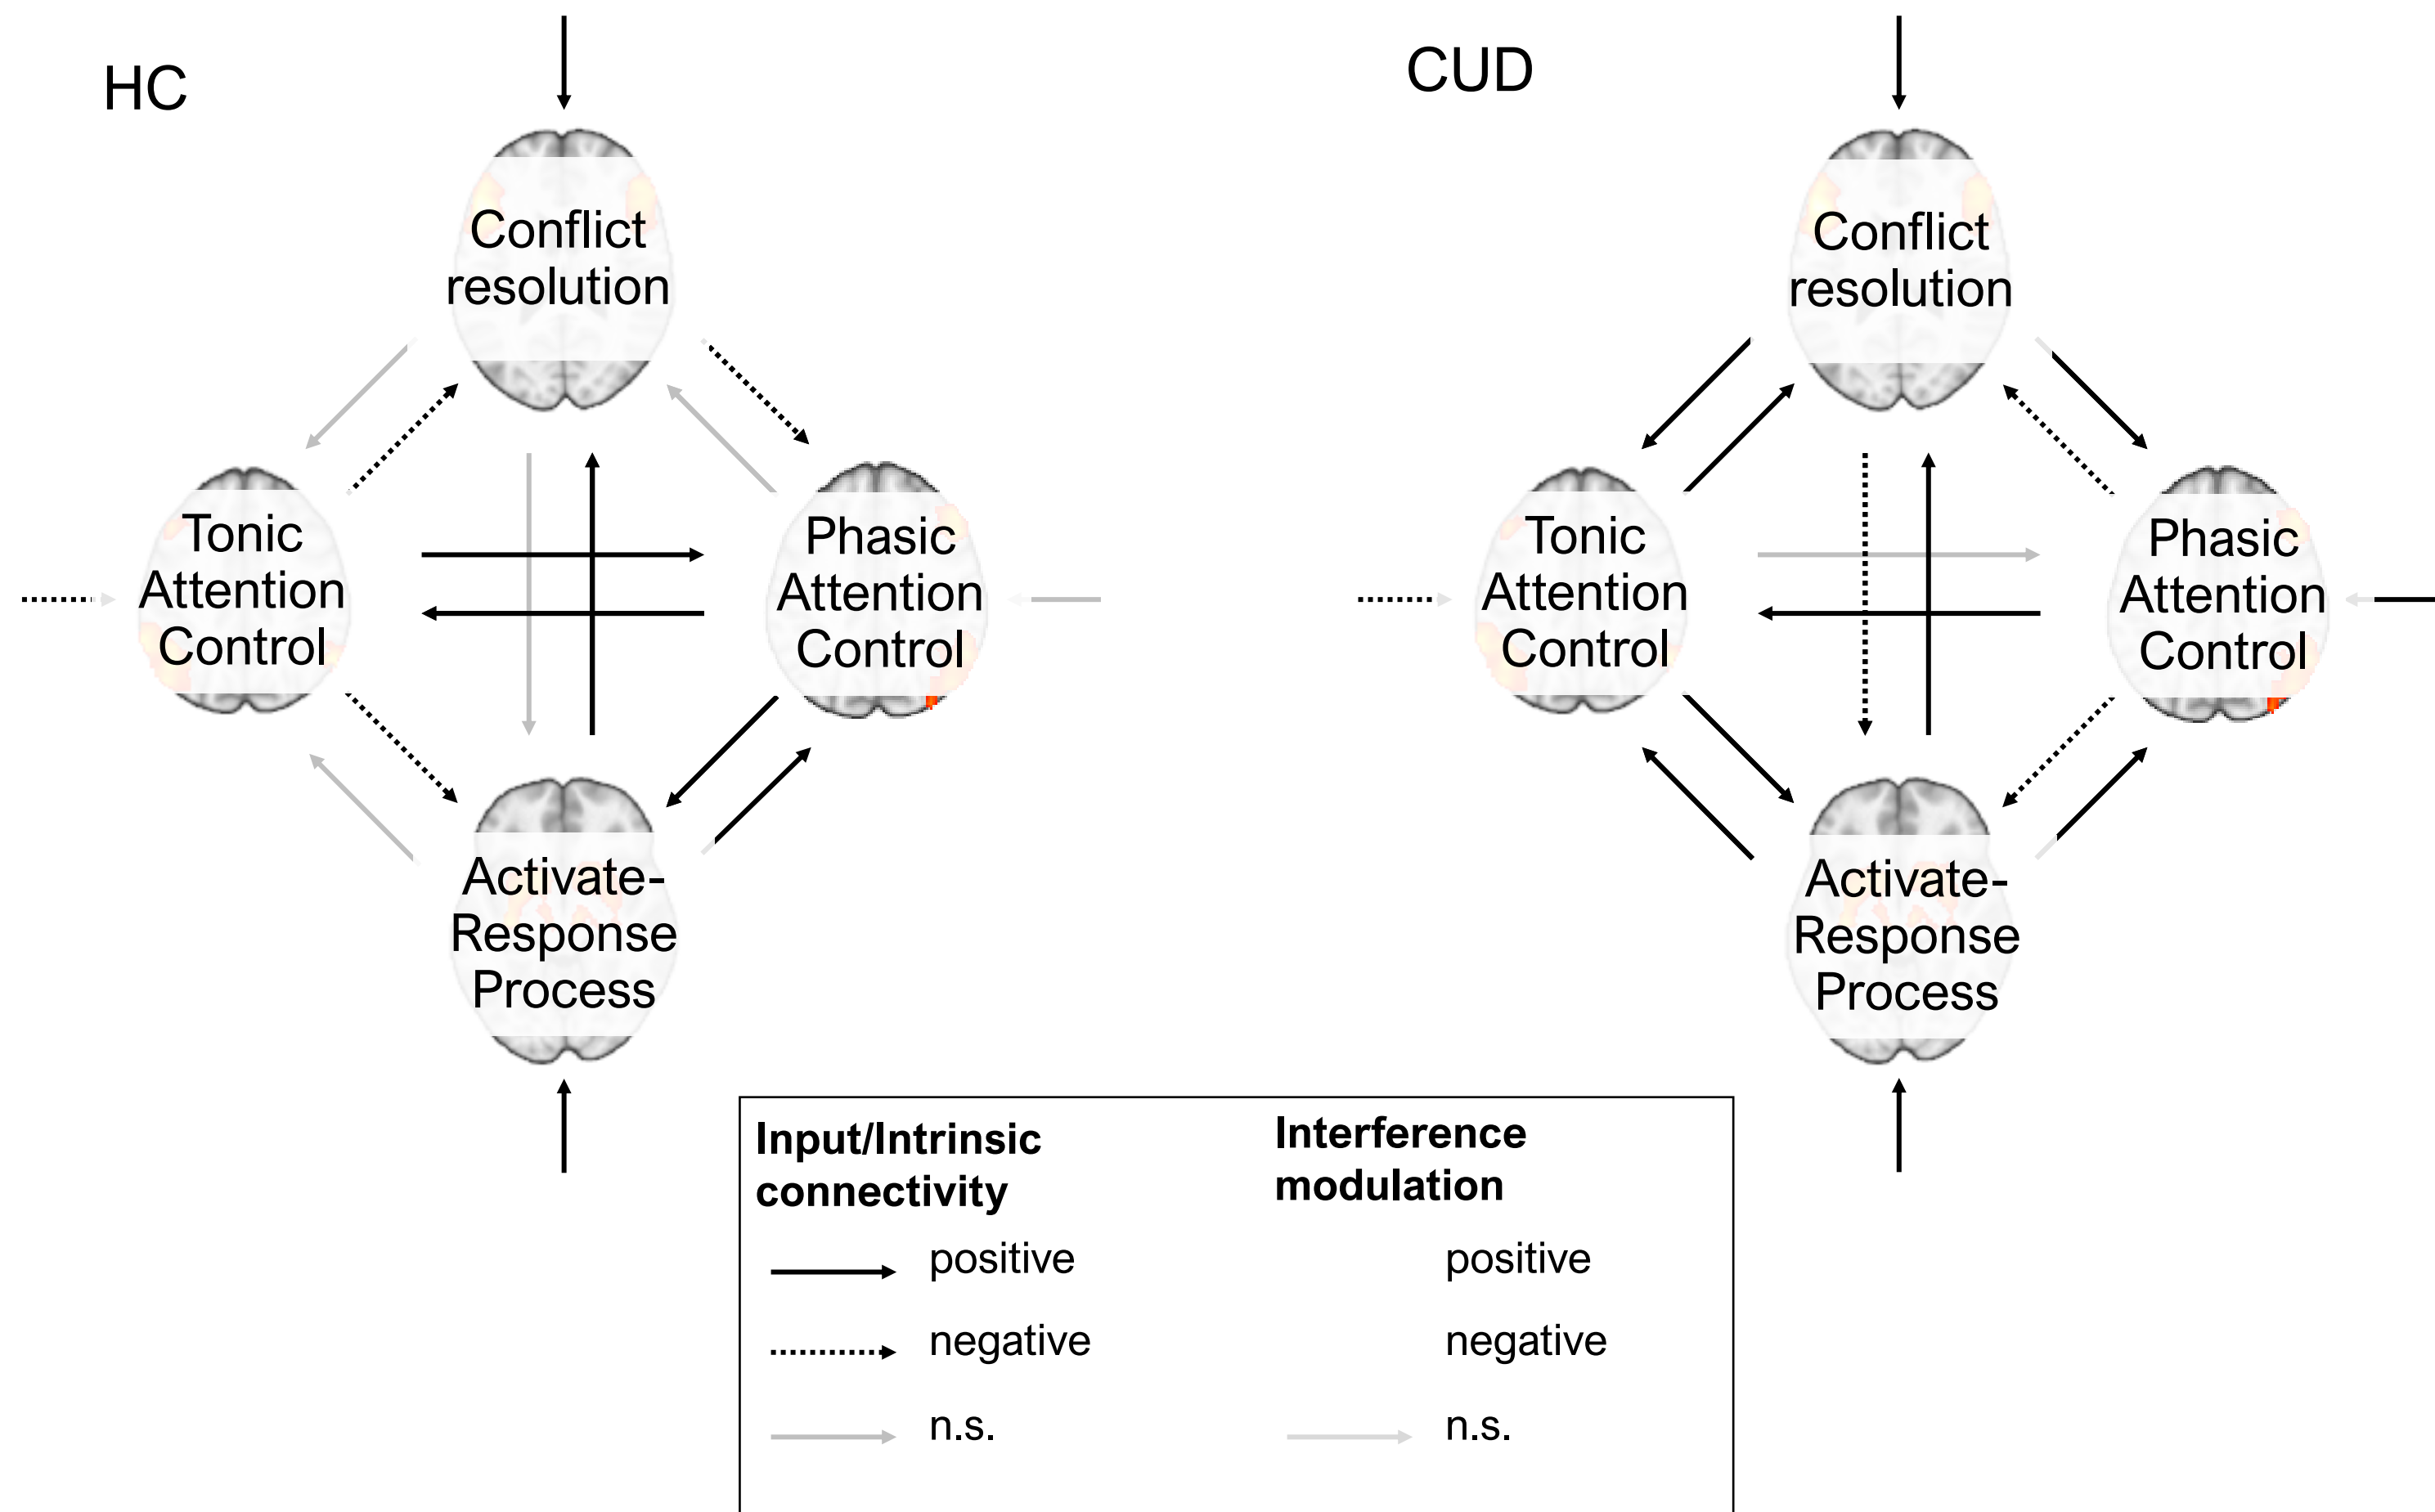 HC
Conflict
resolution
Tonic
Attention
Control
Phasic
Attention
Control
Activate-
Response
Process
CUD
Conflict
resolution
Tonic
Attention
Control
Phasic
Attention
Control
Activate-
Response
Process
Input/Intrinsic
connectivity
positive
negative
n.s.
Interference
modulation
positive
negative
n.s.